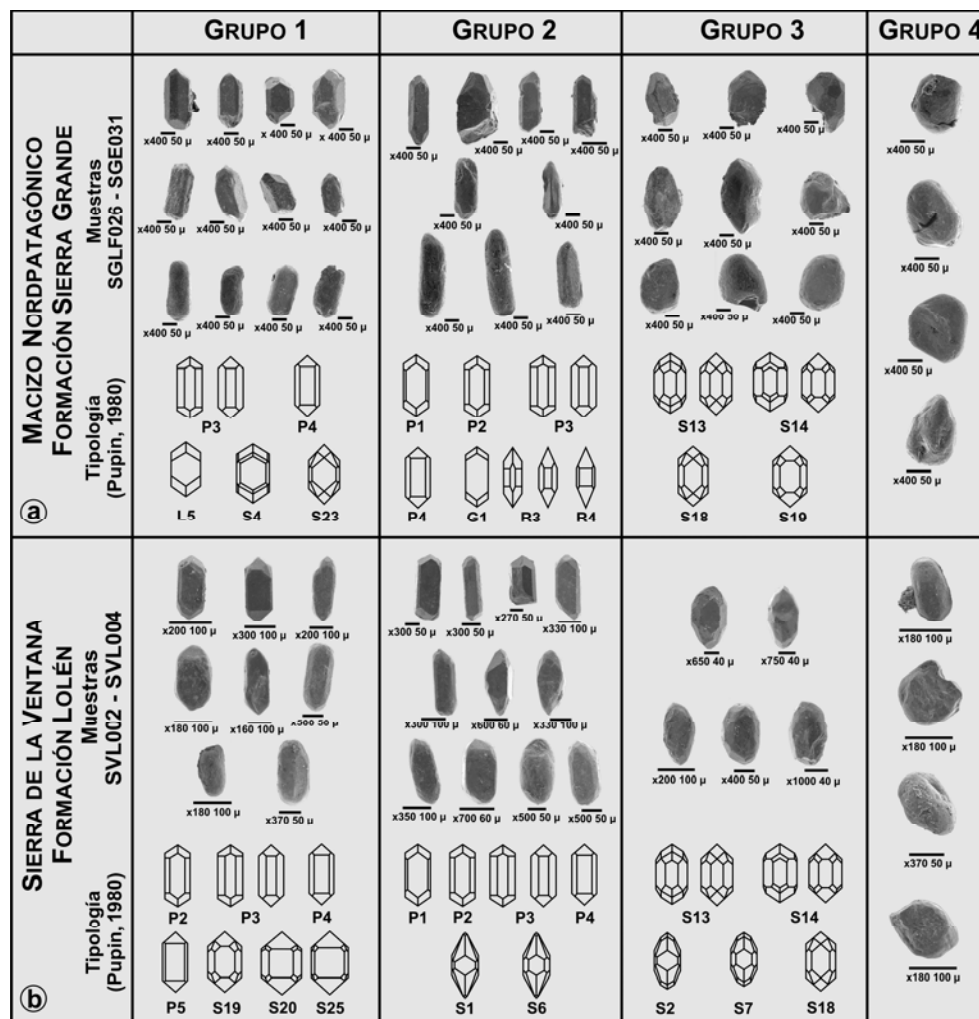 GRUPO 1
GRUPO 2
GRUPO 3
GRUPO 4
MACIZO NORDPATAGÓNICO
FORMACIÓN SIERRA GRANDE
Muestras
SGLF026 - SGE031
x400 50 µ x400 50 µ x 400 50 µ x 400 50 µ
x400 50 µ x400 50 µ x400 50 µ x400 50 µ
x400 50 µ x400 50 µ x400 50 µ x400 50 µ
x400 50 µ x400 50 µ x400 50 µ x400 50 µ
x400 50 µ x400 50 µ
x400 50 µ x400 50 µ x400 50 µ
x400 50 µ x400 50 µ x400 50 µ
x400 50 µ x400 50 µ x400 50 µ
x400 50 µ x400 50 µ x400 50 µ
x400 50 µ
x400 50 µ
x400 50 µ
x400 50 µ
Tipología
(Pupin, 1980)
P3 P4
L5 S4 S23
P1 P2 P3
P4 G1
S13 S14
S18 S19
a
SIERRA DE LA VENTANA
FORMACIÓN LOLÉN
Muestras
SVL002 - SVL004
x200 100 µ x300 100 µ x200 100 µ
x180 100 µ x160 100 µ x500 50 µ
x180 100 µ x370 50 µ
x300 50 µ x300 50 µ x270 50 µ x330 100 µ
x300 100 µ x600 60 µ x330 100 µ
x350 100 µ x700 60 µ x500 50 µ x500 50 µ
x650 40 µ x750 40 µ
x200 100 µ x400 50 µ x1000 40 µ
x180 100 µ
x180 100 µ
x370 50 µ
x180 100 µ
Tipología
(Pupin, 1980)
P2 P3 P4
P5 S19 S20 S25
P1 P2 P3 P4
S1 S6
S13 S14
S2 S7 S18
b